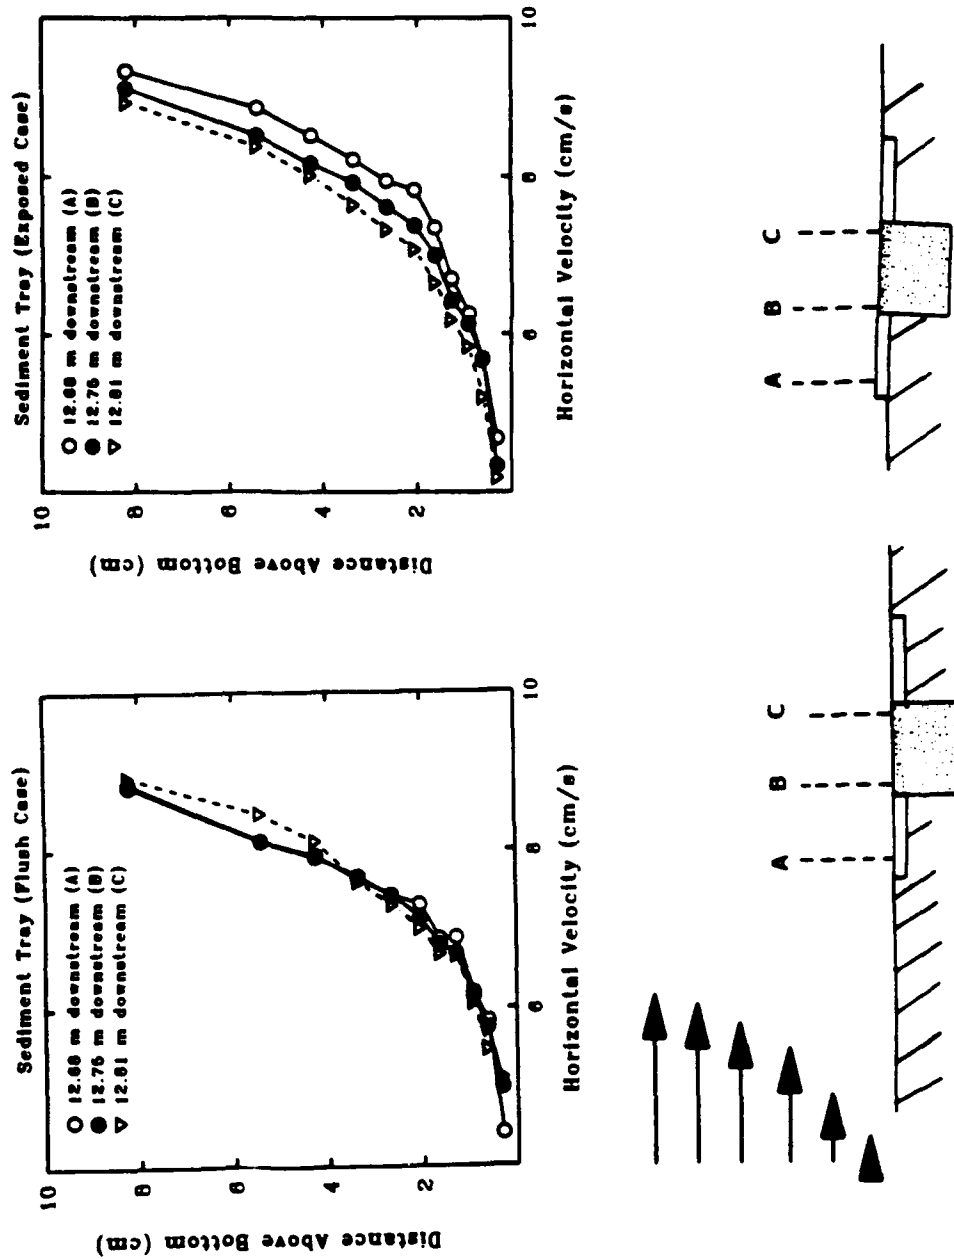 Sediment Tray (Flush Case)
12.68 m downstream (A)
12.76 m downstream (B)
12.81 m downstream (C)
10
8
6
4
2
Distance Above Bottom (cm)
6
8
10
Horizontal Velocity (cm/s)
Sediment Tray (Exposed Case)
12.68 m downstream (A)
12.76 m downstream (B)
12.81 m downstream (C)
10
8
6
4
2
Distance Above Bottom (cm)
6
8
10
Horizontal Velocity (cm/s)
A
B
C
A
B
C